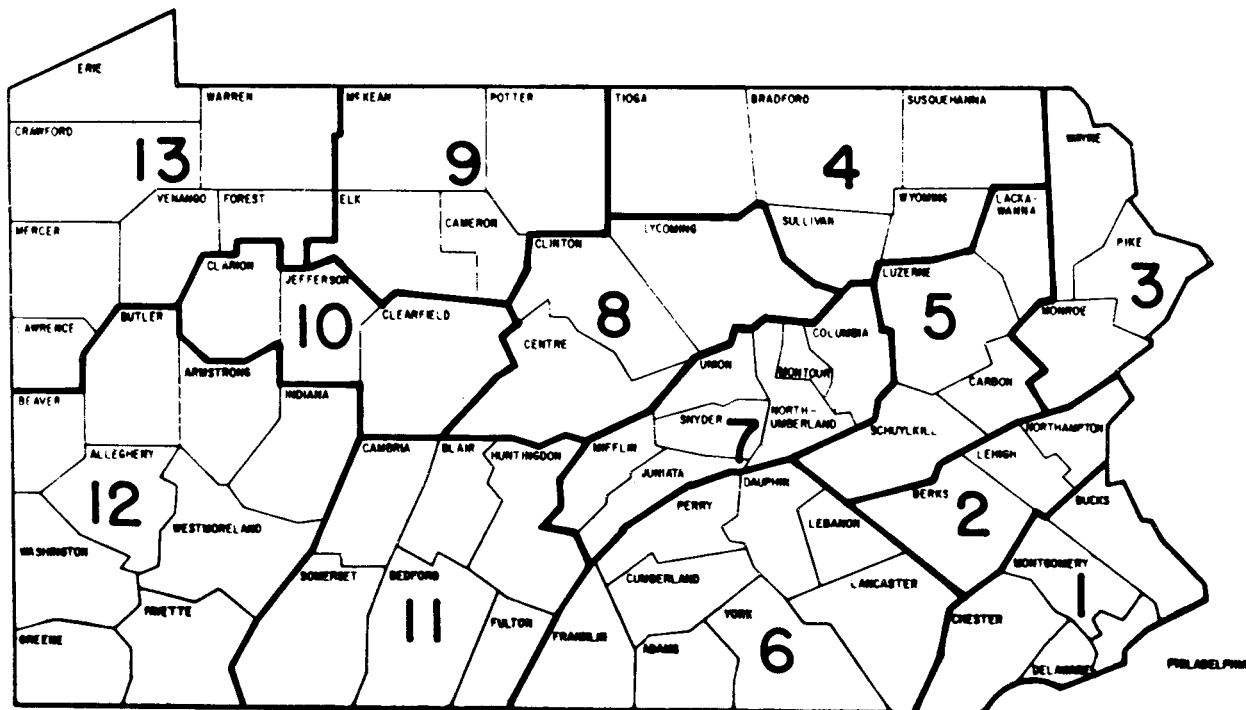 ERIE
WARREN
McKEAN
POTTER
TIOGA
BRADFORD
SUSQUEHANNA
CRAWFORD
WAYNE
13
9
4
VENANGO
FOREST
ELK
WYOMING
LACKA-
WANNA
MERCER
CAMERON
LYCOMING
SULLIVAN
CLINTON
PIKE
CLARION
JEFFERSON
LUZERNE
3
BUTLER
10
CLEARFIELD
8
5
MONROE
LAWRENCE
COLUMBIA
CENTRE
UNION
MONTOUR
ARMSTRONG
CARBON
BEAVER
INDIANA
SNYDER
NORTH-
UMBERLAND
7
SCHUYLKILL
NORTHAMPTON
CAMBRIA
BLAIR
HUNTINGDON
MIFFLIN
ALLEGHENY
LEHIGH
JUNIATA
DAUPHIN
12
PERRY
BERKS
2
BUCKS
WESTMORELAND
LEBANON
WASHINGTON
SOMERSET
BEDFORD
CUMBERLAND
LANCASTER
MONTGOMERY
1
FAYETTE
11
FULTON
FRANKLIN
YORK
CHESTER
GREENE
ADAMS
6
DELAWARE
PHILADELPHIA